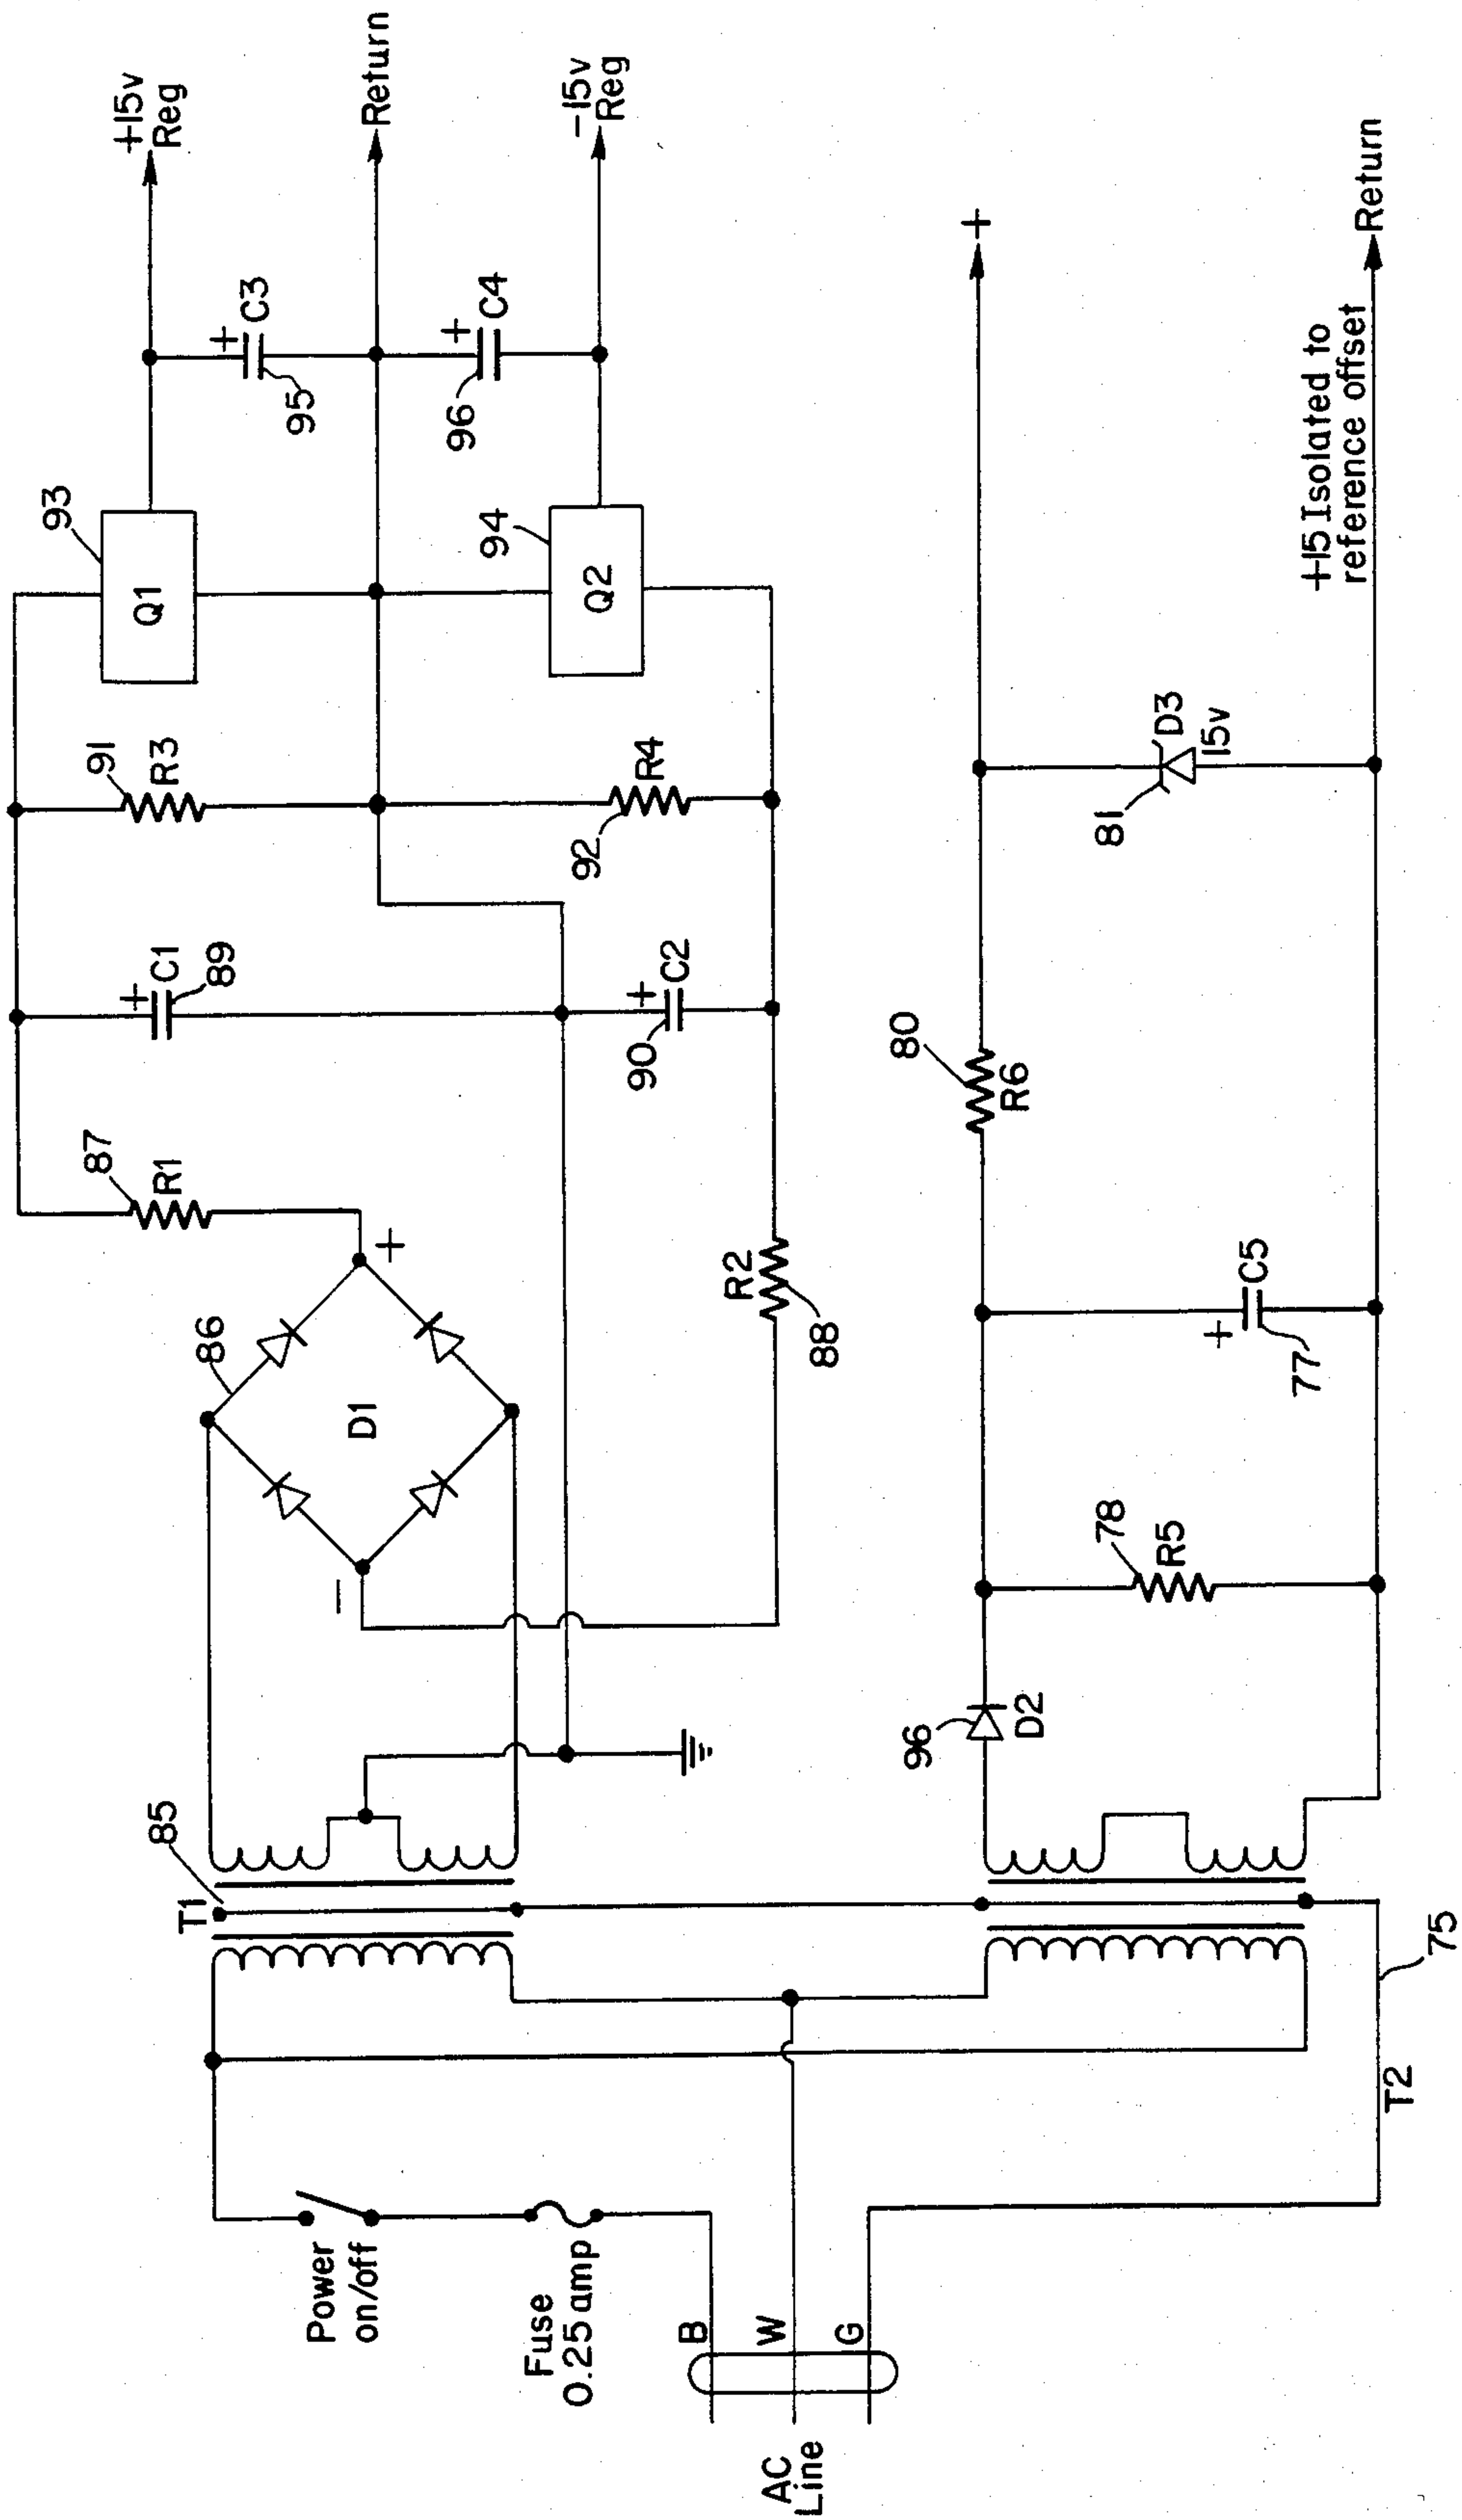 +15v
Reg
Return
-15v
Reg
93
Q1
94
Q2
+
C3
95
+
C4
96
91
R3
92
R4
+
C1
89
+
C2
90
87
R1
R2
88
86
D1
+
−
85
T1
Power
on/off
Fuse
0.25 amp
B
W
G
AC
Line
+
+15 Isolated to
reference offset
Return
D3
15v
81
80
R6
+
C5
77
78
R5
96
D2
75
T2